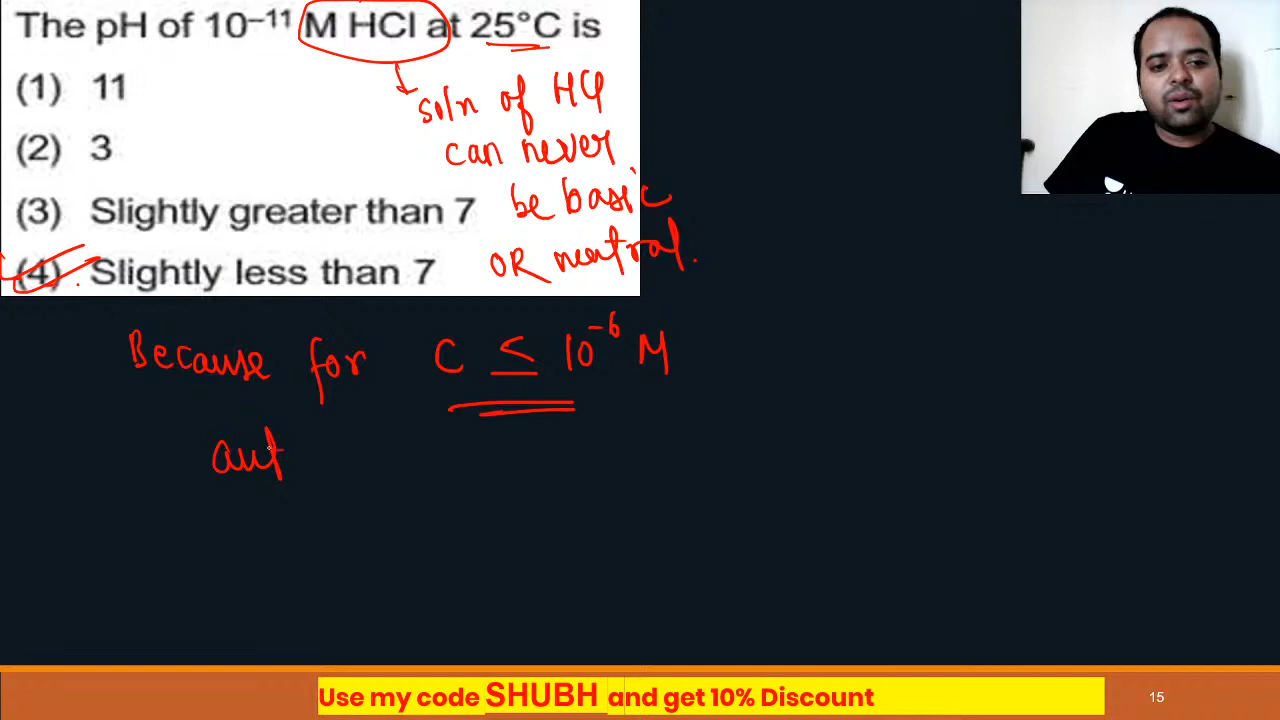 The pH of 10⁻¹¹ M HCl at 25°C is
(1) 11
(2) 3
(3) Slightly greater than 7
(4) Slightly less than 7
soln of HCl
can never
be basic
OR neutral.
Because for C ≤ 10⁻⁶ M
aut
Use my code SHUBH and get 10% Discount
15